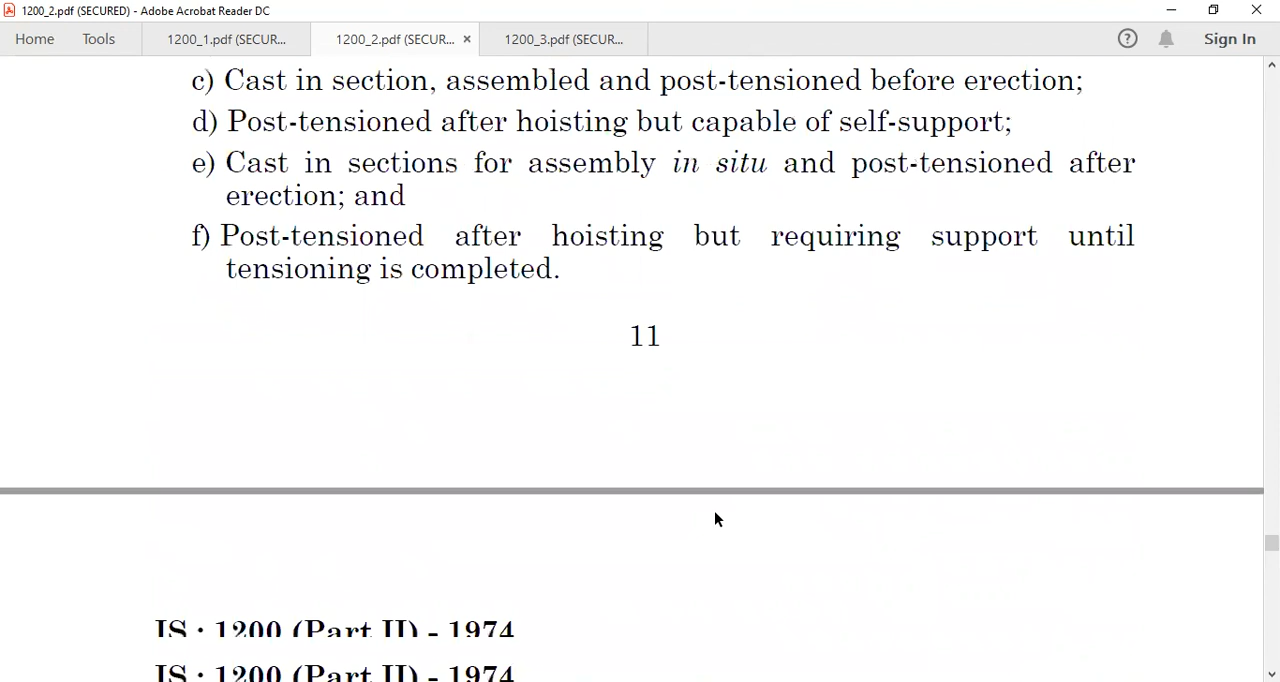 1200_2.pdf (SECURED) - Adobe Acrobat Reader DC
Home Tools 1200_1.pdf (SECUR... 1200_2.pdf (SECUR... × 1200_3.pdf (SECUR... Sign In
c) Cast in section, assembled and post-tensioned before erection;
d) Post-tensioned after hoisting but capable of self-support;
e) Cast in sections for assembly in situ and post-tensioned after
erection; and
f) Post-tensioned after hoisting but requiring support until
tensioning is completed.
11
IS : 1200 (Part II) - 1974
IS : 1200 (Part II) - 1974